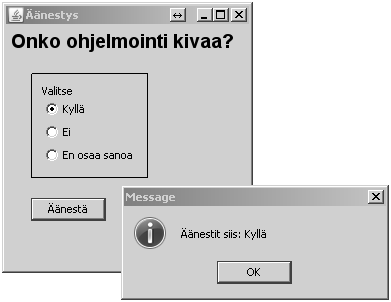 Äänestys
Onko ohjelmointi kivaa?
Valitse
Kyllä
Ei
En osaa sanoa
Äänestä
Message
Äänestit siis: Kyllä
OK